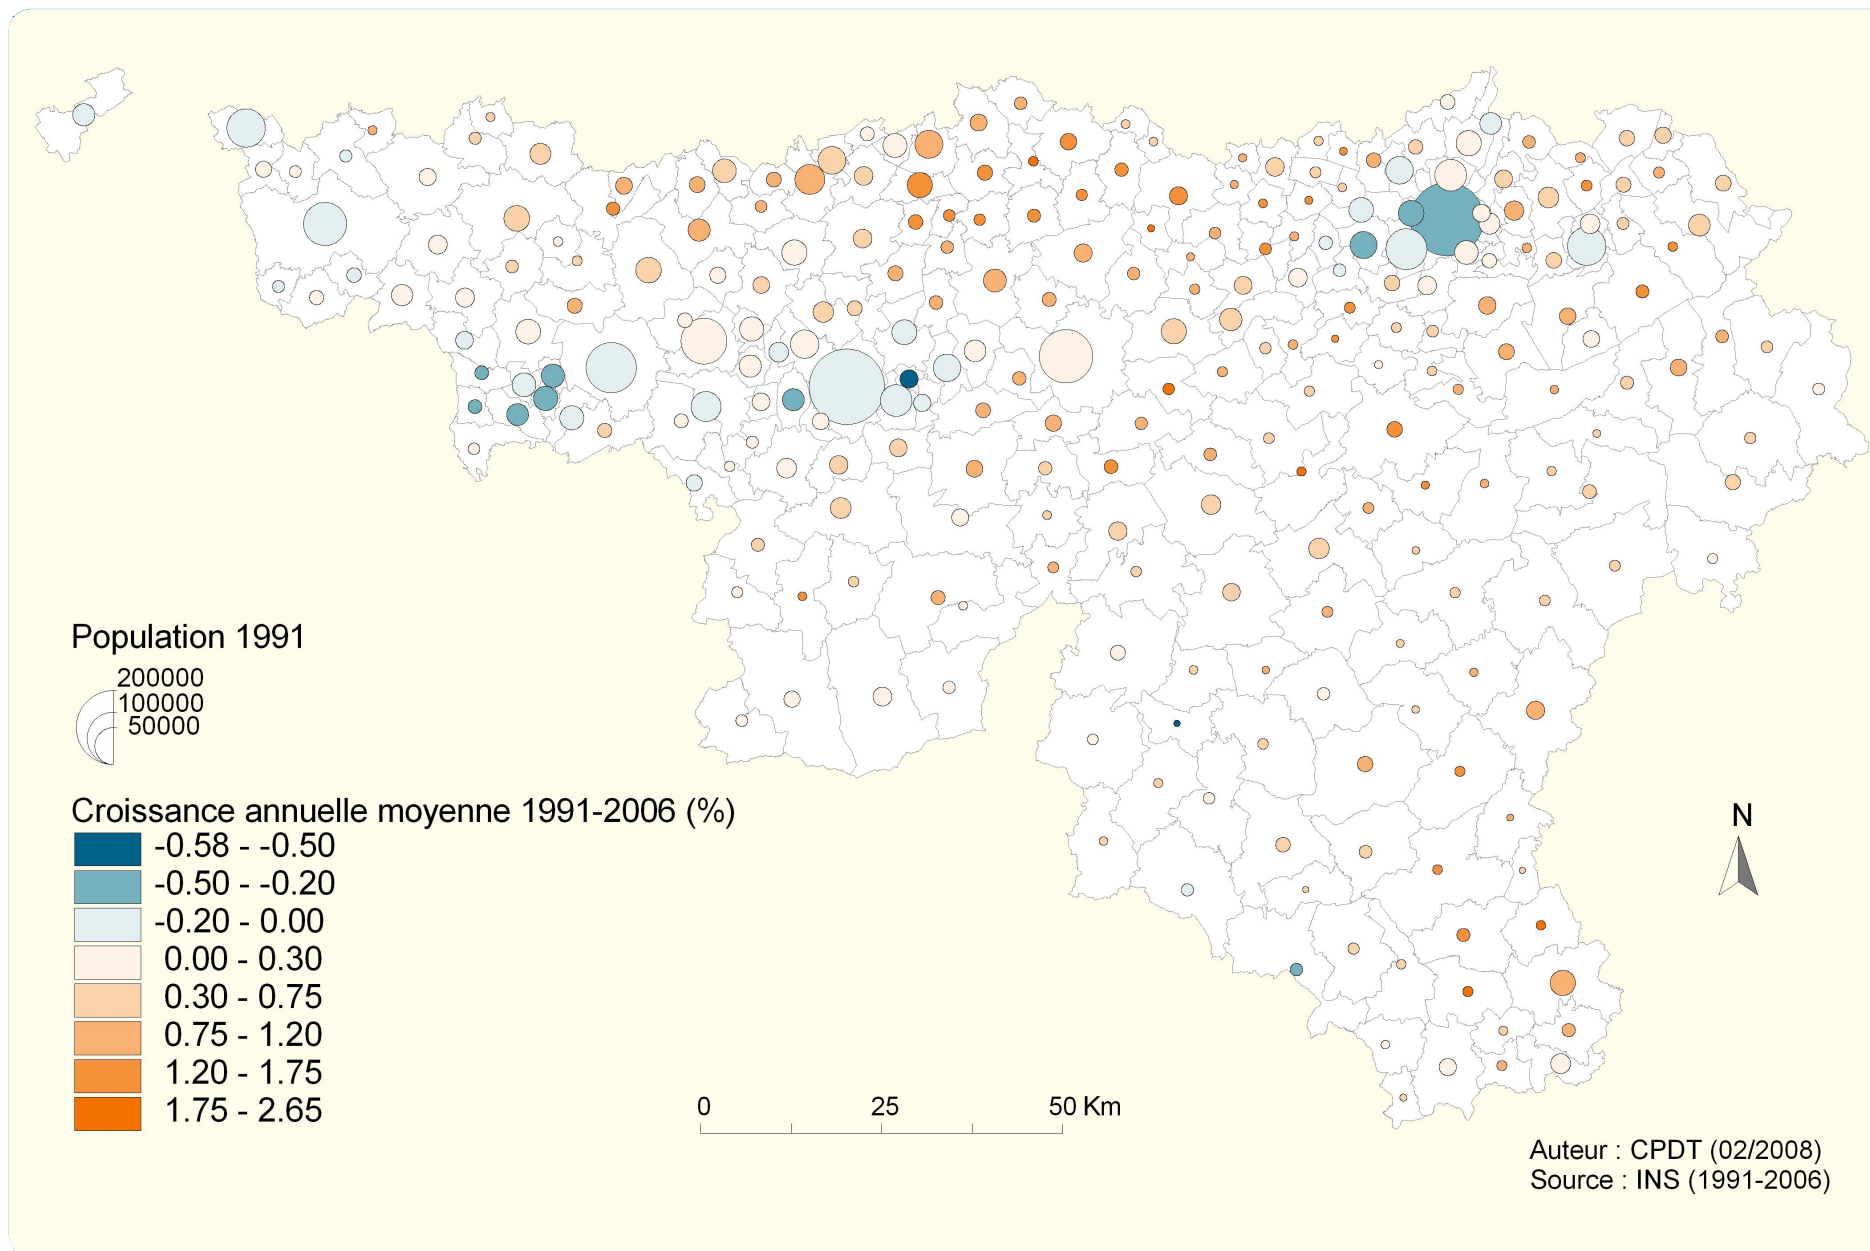 Population 1991
200000
100000
50000
Croissance annuelle moyenne 1991-2006 (%)
-0.58 - -0.50
-0.50 - -0.20
-0.20 - 0.00
0.00 - 0.30
0.30 - 0.75
0.75 - 1.20
1.20 - 1.75
1.75 - 2.65
N
0 25 50 Km
Auteur : CPDT (02/2008)
Source : INS (1991-2006)